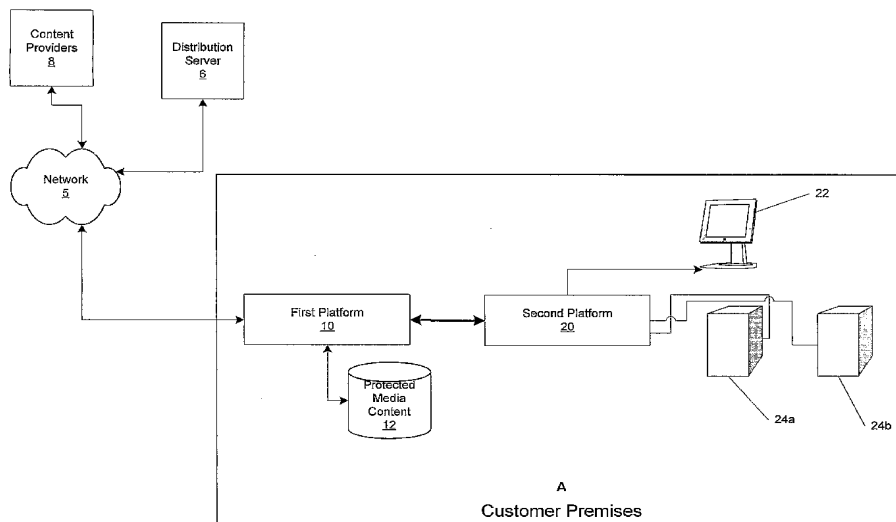 Content
Providers
8
Distribution
Server
6
Network
5
22
First Platform
10
Second Platform
20
Protected
Media
Content
12
24a
24b
A
Customer Premises